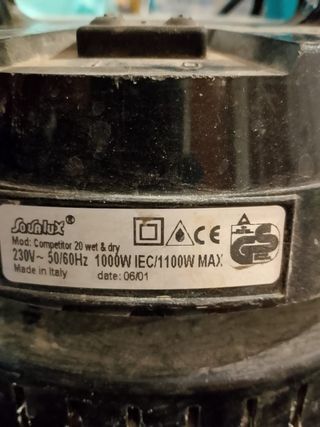 Mod: Competitor 20 wet & dry
230V~ 50/60Hz 1000W IEC/1100W MAX
Made in Italy date: 06/01
CE
GS